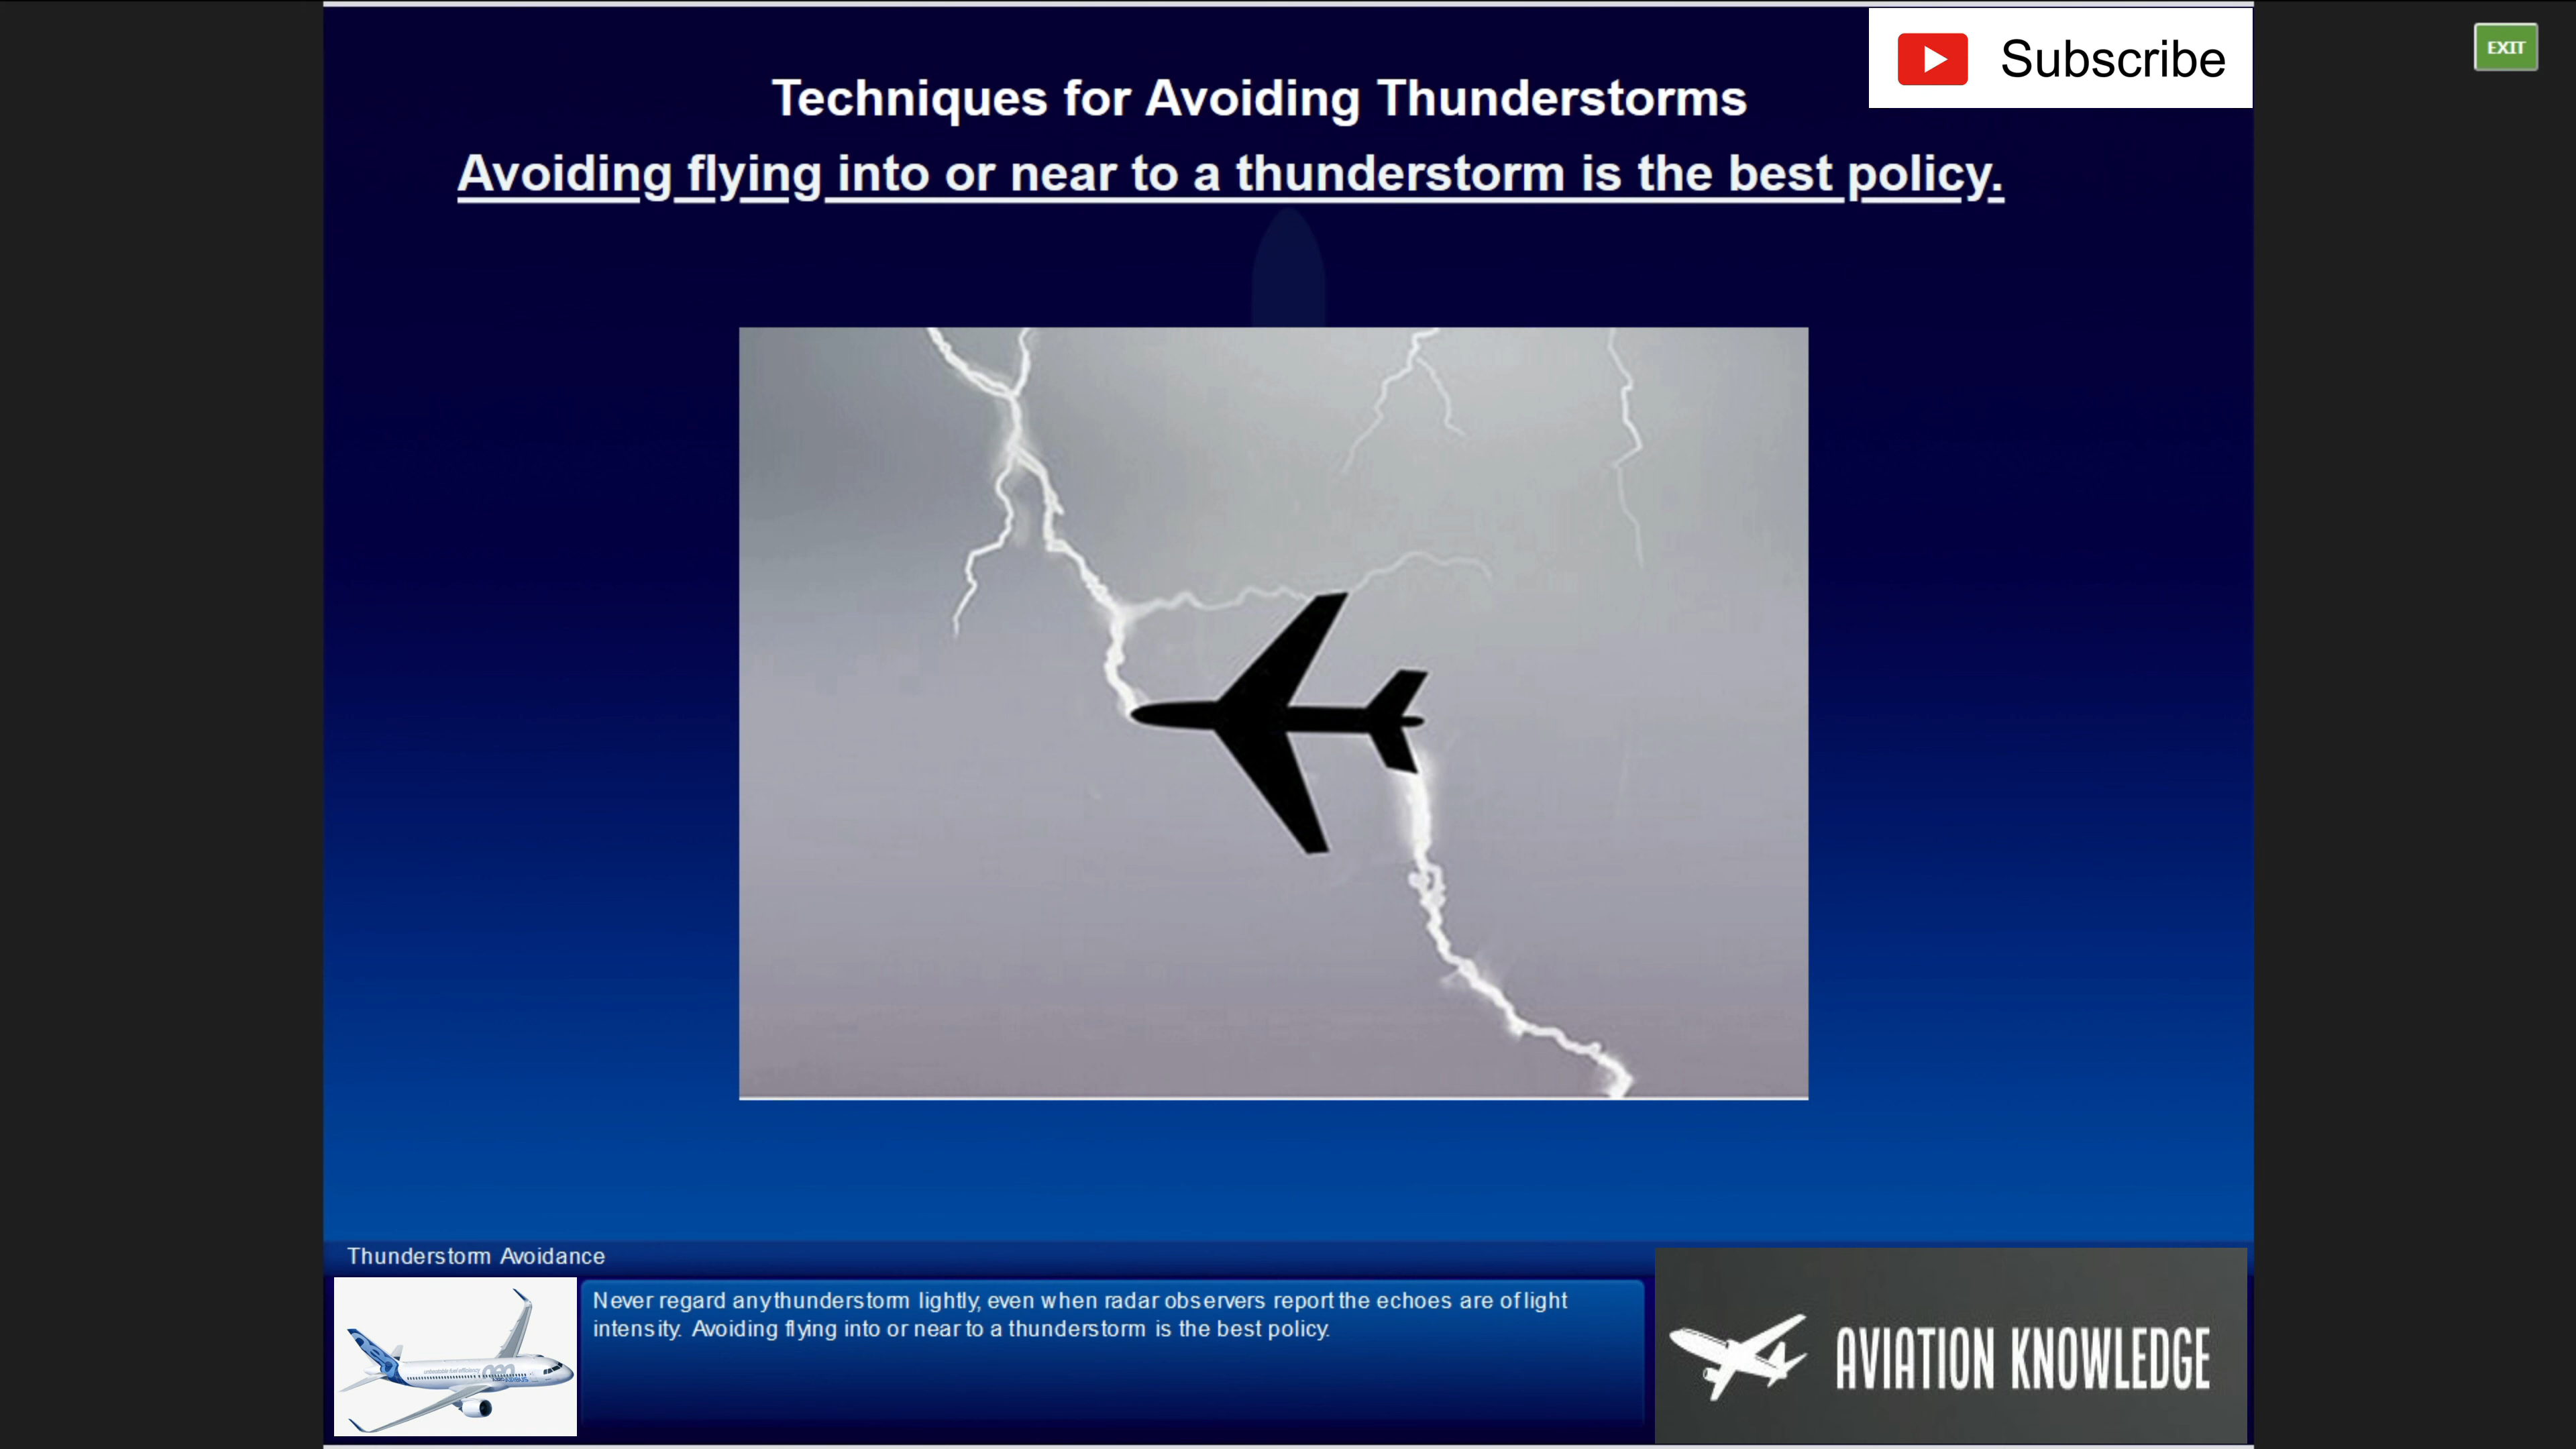 Subscribe
EXIT
Techniques for Avoiding Thunderstorms
Avoiding flying into or near to a thunderstorm is the best policy.
Thunderstorm Avoidance
Never regard any thunderstorm lightly, even when radar observers report the echoes are of light
intensity. Avoiding flying into or near to a thunderstorm is the best policy.
AVIATION KNOWLEDGE